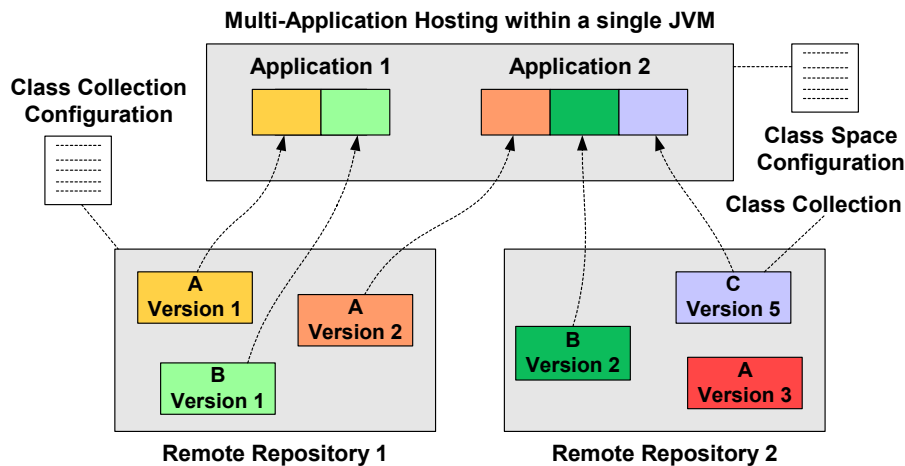 Multi-Application Hosting within a single JVM
Application 1
Application 2
Class Collection
Configuration
Class Space
Configuration
Class Collection
A
Version 1
A
Version 2
B
Version 1
C
Version 5
B
Version 2
A
Version 3
Remote Repository 1
Remote Repository 2